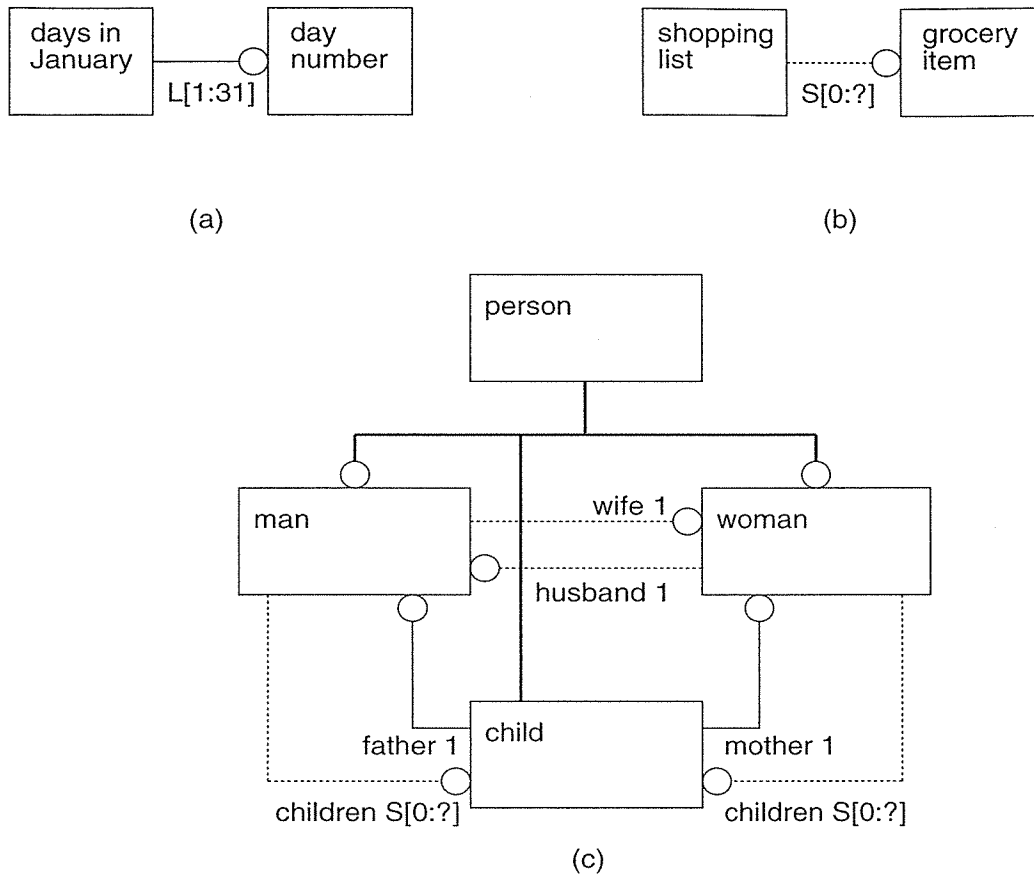 days in
January
L[1:31]
day
number
(a)
shopping
list
S[0:?]
grocery
item
(b)
person
man
wife 1
woman
husband 1
father 1
child
mother 1
children S[0:?]
children S[0:?]
(c)